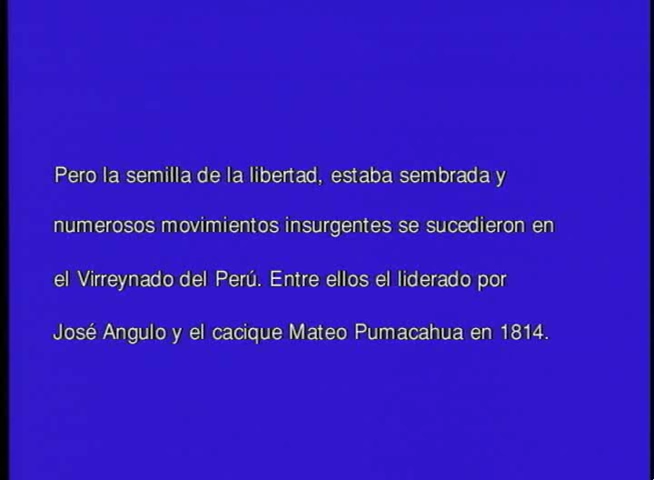 Pero la semilla de la libertad, estaba sembrada y
numerosos movimientos insurgentes se sucedieron en
el Virreynado del Perú. Entre ellos el liderado por
José Angulo y el cacique Mateo Pumacahua en 1814.